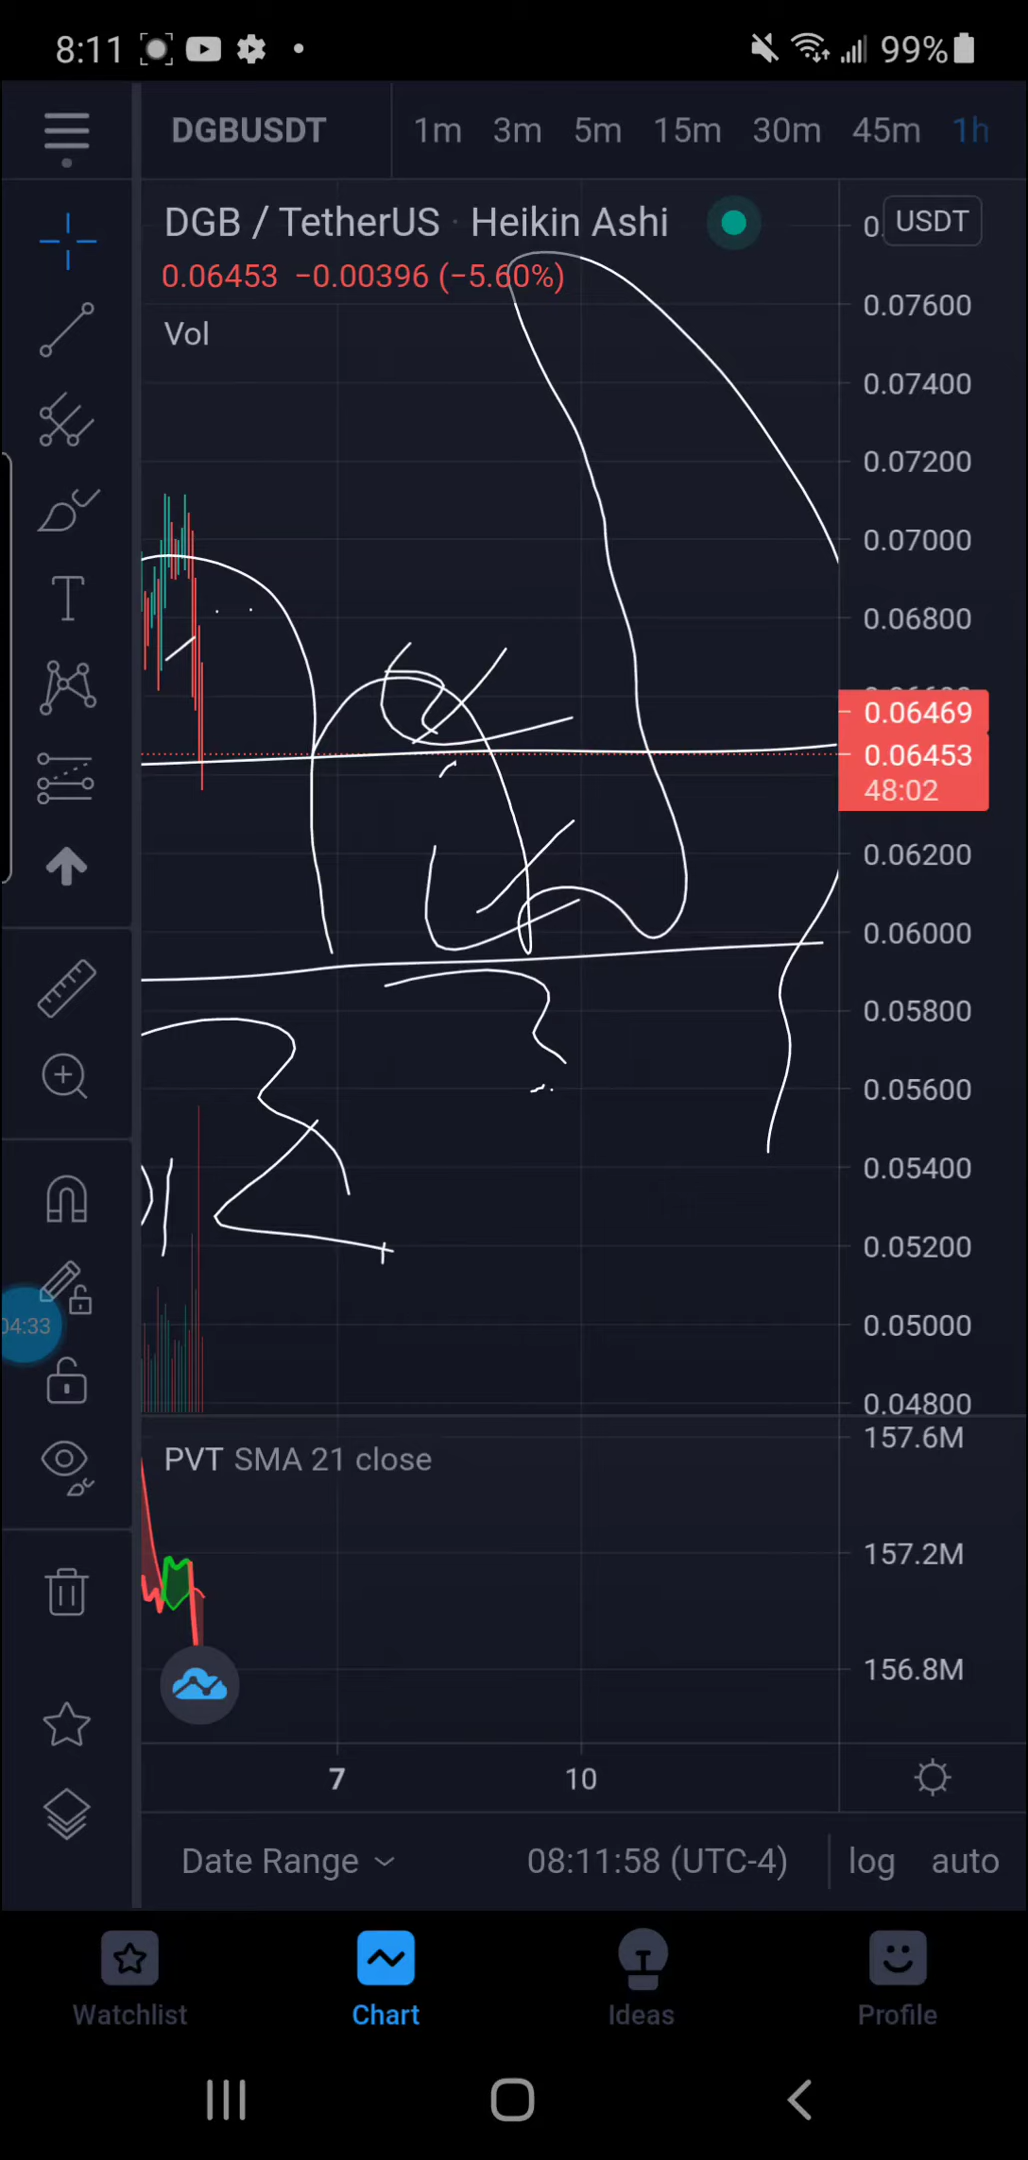 8:11 99%
DGBUSDT 1m 3m 5m 15m 30m 45m 1h
DGB / TetherUS · Heikin Ashi 0. USDT
0.06453 −0.00396 (−5.60%)
Vol
0.07600
0.07400
0.07200
0.07000
0.06800
0.06469
0.06453
48:02
0.06200
0.06000
0.05800
0.05600
0.05400
0.05200
04:33
0.05000
0.04800
PVT SMA 21 close
157.6M
157.2M
156.8M
7 10
Date Range 08:11:58 (UTC-4) log auto
Watchlist Chart Ideas Profile